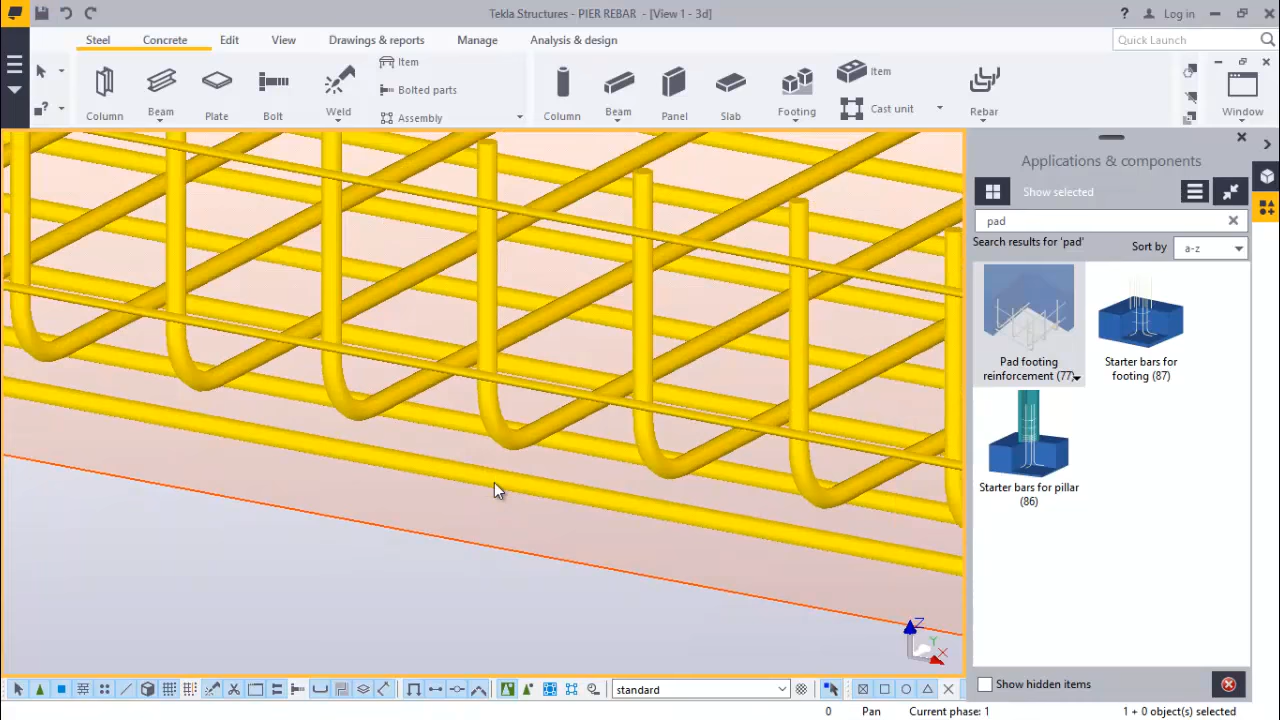 Tekla Structures - PIER REBAR - [View 1 - 3d]
? Log in
Steel Concrete Edit View Drawings & reports Manage Analysis & design
Quick Launch
Item
Bolted parts
Assembly
Column Beam Plate Bolt Weld
Item
Cast unit
Column Beam Panel Slab Footing Rebar Window
Applications & components
Show selected
pad
Search results for 'pad'
Sort by a-z
Pad footing
reinforcement (77)
Starter bars for
footing (87)
Starter bars for pillar
(86)
Z
Y
X
Show hidden items
standard
0 Pan Current phase: 1 1 + 0 object(s) selected